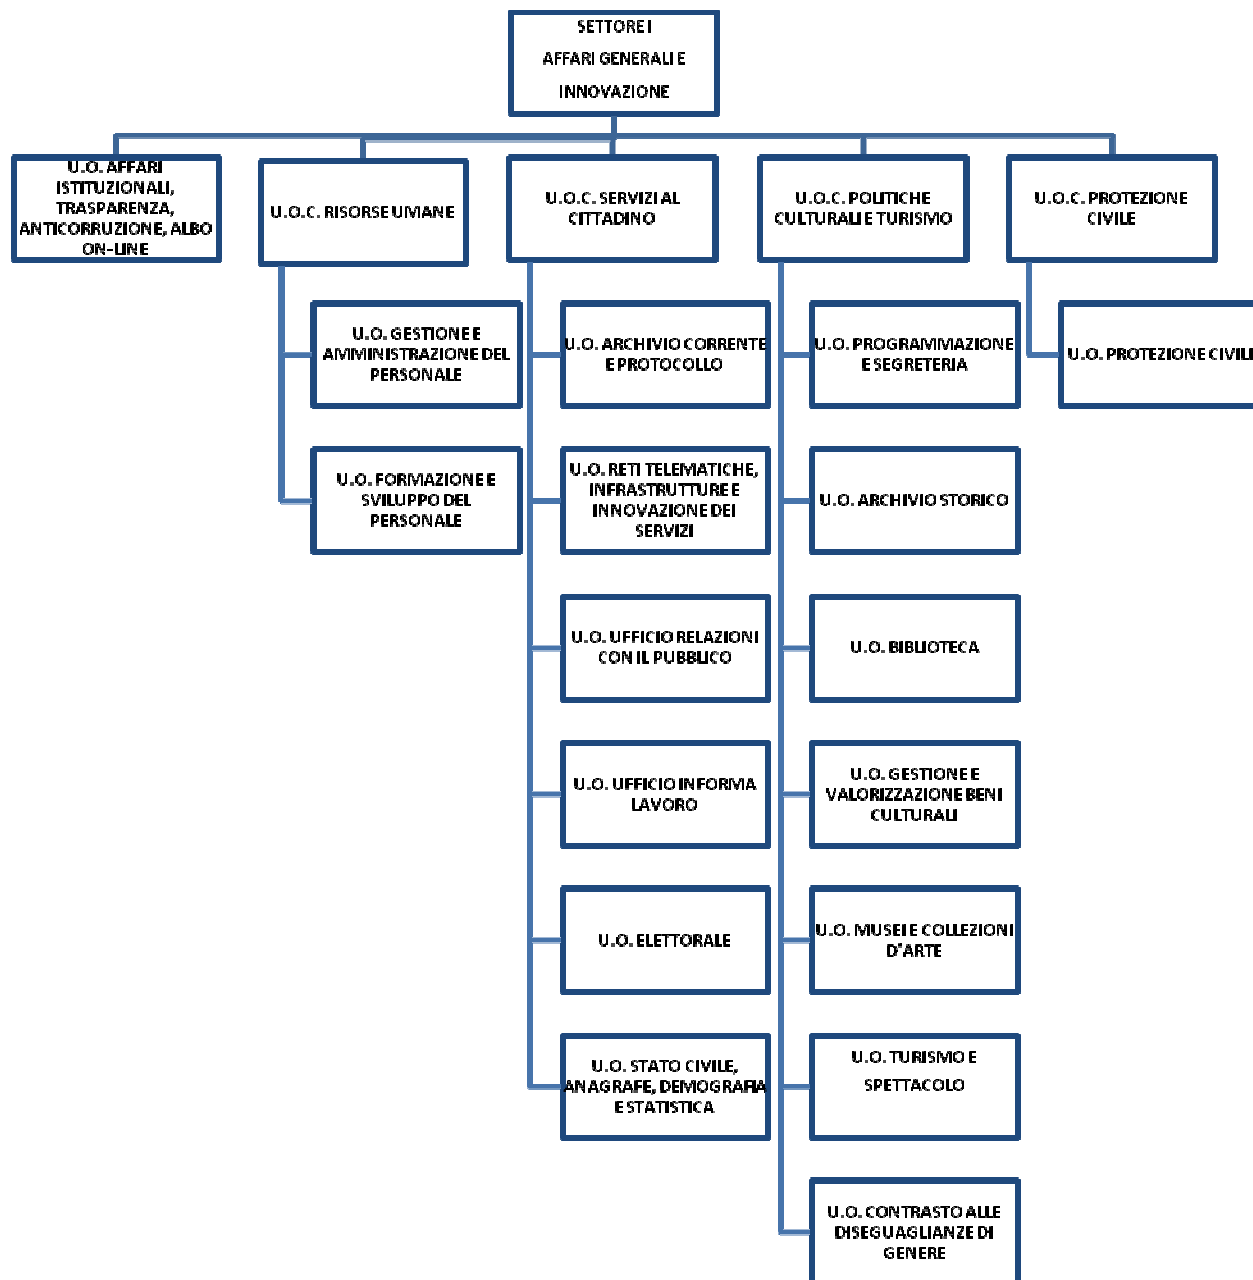 SETTORE I
AFFARI GENERALI E
INNOVAZIONE
U.O. AFFARI
ISTITUZIONALI,
TRASPARENZA,
ANTICORRUZIONE, ALBO
ON-LINE
U.O.C. RISORSE UMANE
U.O.C. SERVIZI AL
CITTADINO
U.O.C. POLITICHE
CULTURALI E TURISMO
U.O.C. PROTEZIONE
CIVILE
U.O. GESTIONE E
AMMINISTRAZIONE DEL
PERSONALE
U.O. FORMAZIONE E
SVILUPPO DEL
PERSONALE
U.O. ARCHIVIO CORRENTE
E PROTOCOLLO
U.O. RETI TELEMATICHE,
INFRASTRUTTURE E
INNOVAZIONE DEI
SERVIZI
U.O. UFFICIO RELAZIONI
CON IL PUBBLICO
U.O. UFFICIO INFORMA
LAVORO
U.O. ELETTORALE
U.O. STATO CIVILE,
ANAGRAFE, DEMOGRAFIA
E STATISTICA
U.O. PROGRAMMAZIONE
E SEGRETERIA
U.O. ARCHIVIO STORICO
U.O. BIBLIOTECA
U.O. GESTIONE E
VALORIZZAZIONE BENI
CULTURALI
U.O. MUSEI E COLLEZIONI
D'ARTE
U.O. TURISMO E
SPETTACOLO
U.O. CONTRASTO ALLE
DISEGUAGLIANZE DI
GENERE
U.O. PROTEZIONE CIVILE